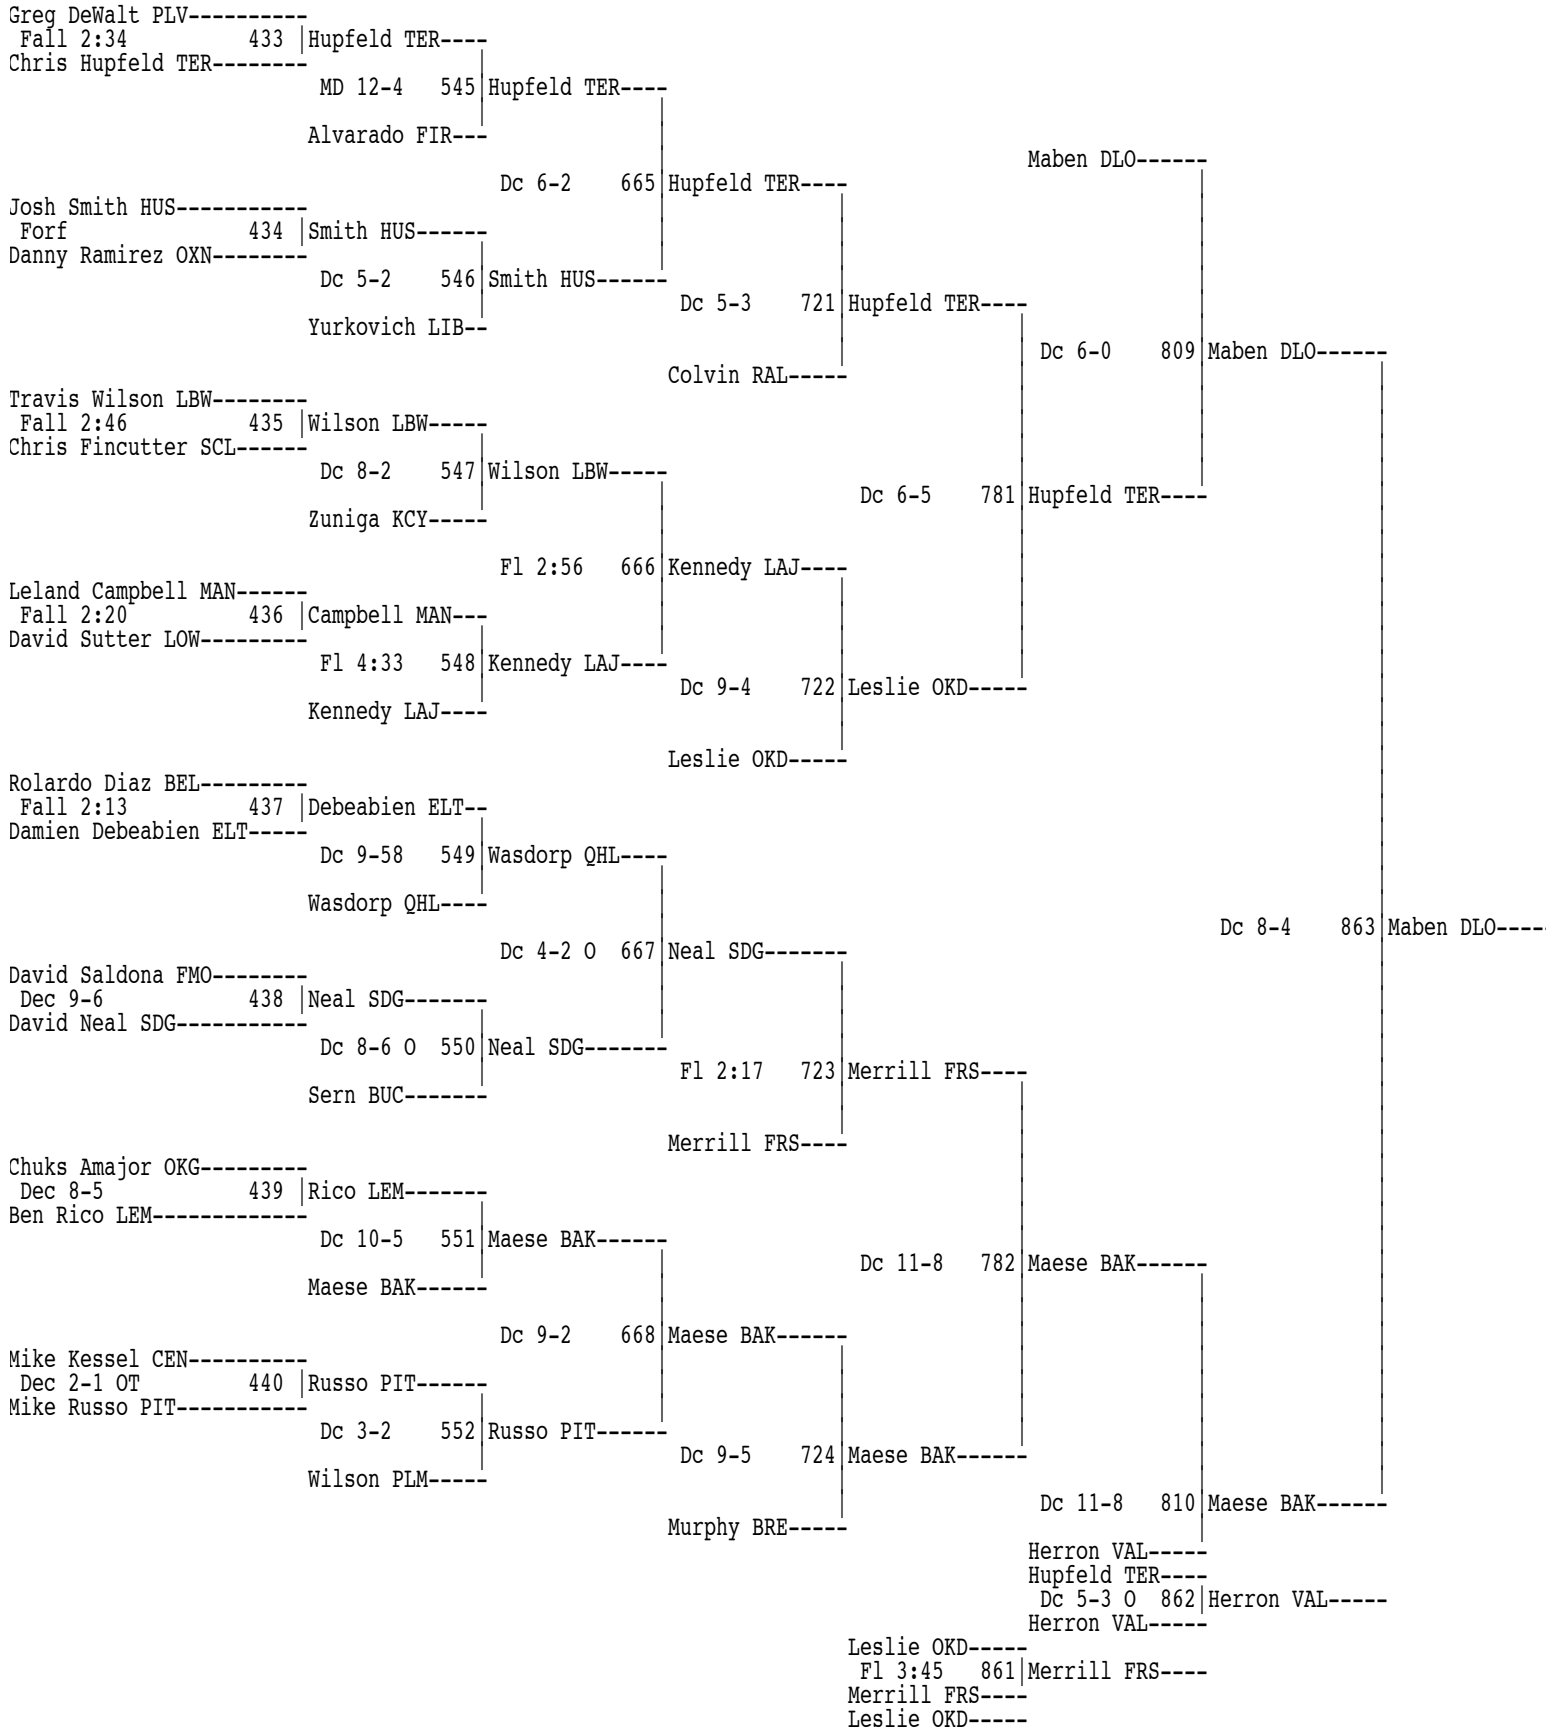 Greg DeWalt PLV----------
Fall 2:34 433 |Hupfeld TER----
Chris Hupfeld TER--------
MD 12-4 545|Hupfeld TER----
Alvarado FIR---
Maben DLO------
Dc 6-2 665|Hupfeld TER----
Josh Smith HUS-----------
Forf 434 |Smith HUS------
Danny Ramirez OXN--------
Dc 5-2 546|Smith HUS------
Dc 5-3 721|Hupfeld TER----
Yurkovich LIB--
Dc 6-0 809|Maben DLO------
Colvin RAL-----
Travis Wilson LBW--------
Fall 2:46 435 |Wilson LBW-----
Chris Fincutter SCL------
Dc 8-2 547|Wilson LBW-----
Dc 6-5 781|Hupfeld TER----
Zuniga KCY-----
Fl 2:56 666|Kennedy LAJ----
Leland Campbell MAN------
Fall 2:20 436 |Campbell MAN---
David Sutter LOW---------
Fl 4:33 548|Kennedy LAJ----
Dc 9-4 722|Leslie OKD-----
Kennedy LAJ----
Leslie OKD-----
Rolardo Diaz BEL---------
Fall 2:13 437 |Debeabien ELT--
Damien Debeabien ELT-----
Dc 9-58 549|Wasdorp QHL----
Wasdorp QHL----
Dc 8-4 863|Maben DLO----
Dc 4-2 O 667|Neal SDG-------
David Saldona FMO--------
Dec 9-6 438 |Neal SDG-------
David Neal SDG-----------
Dc 8-6 O 550|Neal SDG-------
Fl 2:17 723|Merrill FRS----
Sern BUC-------
Merrill FRS----
Chuks Amajor OKG---------
Dec 8-5 439 |Rico LEM-------
Ben Rico LEM-------------
Dc 10-5 551|Maese BAK------
Dc 11-8 782|Maese BAK------
Maese BAK------
Dc 9-2 668|Maese BAK------
Mike Kessel CEN----------
Dec 2-1 OT 440 |Russo PIT------
Mike Russo PIT-----------
Dc 3-2 552|Russo PIT------
Dc 9-5 724|Maese BAK------
Wilson PLM-----
Dc 11-8 810|Maese BAK------
Murphy BRE-----
Herron VAL-----
Hupfeld TER----
Dc 5-3 O 862|Herron VAL-----
Herron VAL-----
Leslie OKD-----
Fl 3:45 861|Merrill FRS----
Merrill FRS----
Leslie OKD-----